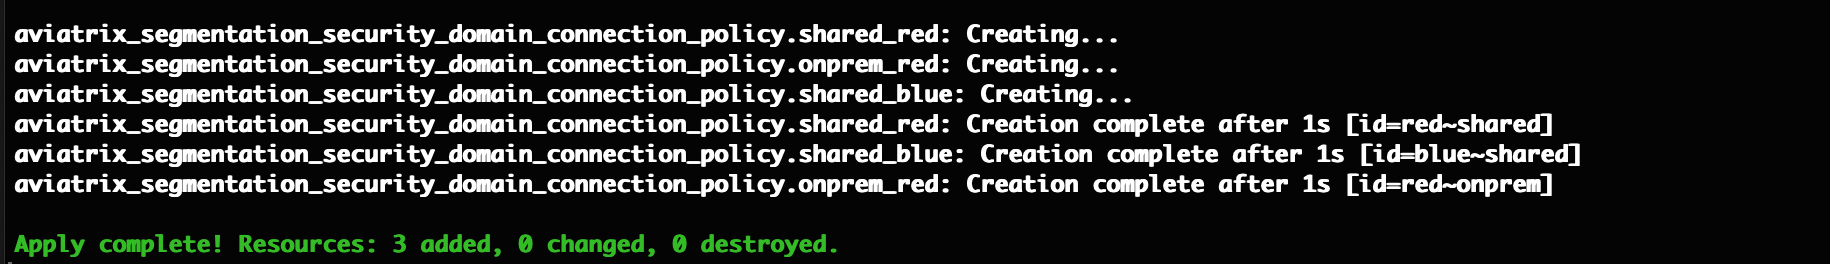 aviatrix_segmentation_security_domain_connection_policy.shared_red: Creating...
aviatrix_segmentation_security_domain_connection_policy.onprem_red: Creating...
aviatrix_segmentation_security_domain_connection_policy.shared_blue: Creating...
aviatrix_segmentation_security_domain_connection_policy.shared_red: Creation complete after 1s [id=red~shared]
aviatrix_segmentation_security_domain_connection_policy.shared_blue: Creation complete after 1s [id=blue~shared]
aviatrix_segmentation_security_domain_connection_policy.onprem_red: Creation complete after 1s [id=red~onprem]
Apply complete! Resources: 3 added, 0 changed, 0 destroyed.